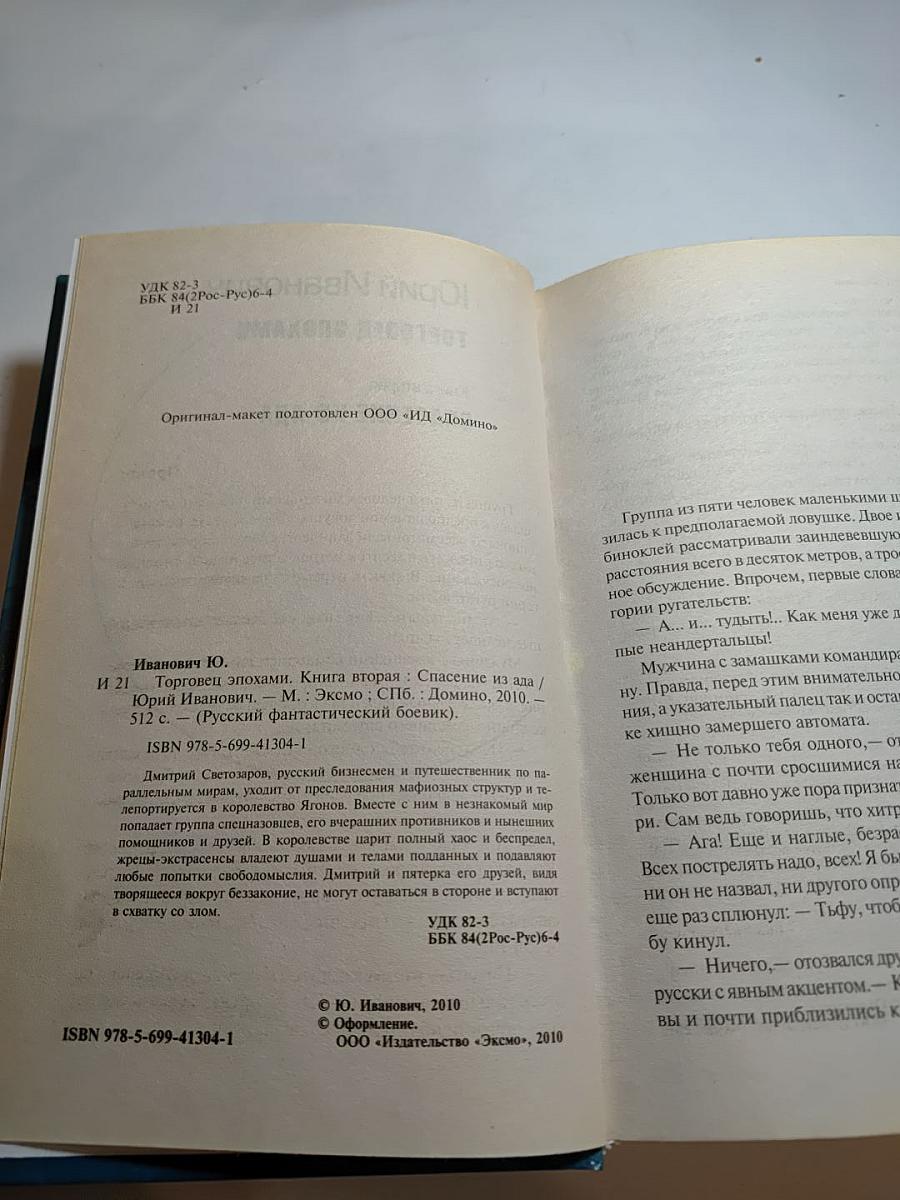 УДК 82-3
ББК 84(2Рос-Рус)6-4
И 21
Оригинал-макет подготовлен ООО «ИД «Домино»
Иванович Ю.
И 21 Торговец эпохами. Книга вторая : Спасение из ада /
Юрий Иванович. — М. : Эксмо ; СПб. : Домино, 2010. —
512 с. — (Русский фантастический боевик).
ISBN 978-5-699-41304-1
Дмитрий Светозаров, русский бизнесмен и путешественник по па-
раллельным мирам, уходит от преследования мафиозных структур и те-
лепортируется в королевство Ягонов. Вместе с ним в незнакомый мир
попадает группа спецназовцев, его вчерашних противников и нынешних
помощников и друзей. В королевстве царит полный хаос и беспредел,
жрецы-экстрасенсы владеют душами и телами подданных и подавляют
любые попытки свободомыслия. Дмитрий и пятерка его друзей, видя
творящееся вокруг беззаконие, не могут оставаться в стороне и вступают
в схватку со злом.
УДК 82-3
ББК 84(2Рос-Рус)6-4
© Ю. Иванович, 2010
© Оформление.
ООО «Издательство «Эксмо», 2010
ISBN 978-5-699-41304-1
Группа из пяти человек маленькими
зилась к предполагаемой ловушке. Двое
биноклей рассматривали заиндевевшую
расстояния всего в десяток метров, а
ное обсуждение. Впрочем, первые слова
гории ругательств:
— А... и... тудыть!.. Как меня уже
пые неандертальцы!
Мужчина с замашками командира
ну. Правда, перед этим внимательно
ния, а указательный палец так и
ке хищно замершего автомата.
— Не только тебя одного,—
женщина с почти сросшимися
Только вот давно уже пора
ри. Сам ведь говоришь, что
— Ага! Еще и наглые,
Всех пострелять надо, всех! Я
ни он не назвал, ни другого
еще раз сплюнул: — Тьфу,
бу кинул.
— Ничего,— отозвался
русски с явным акцентом.—
вы и почти приблизились